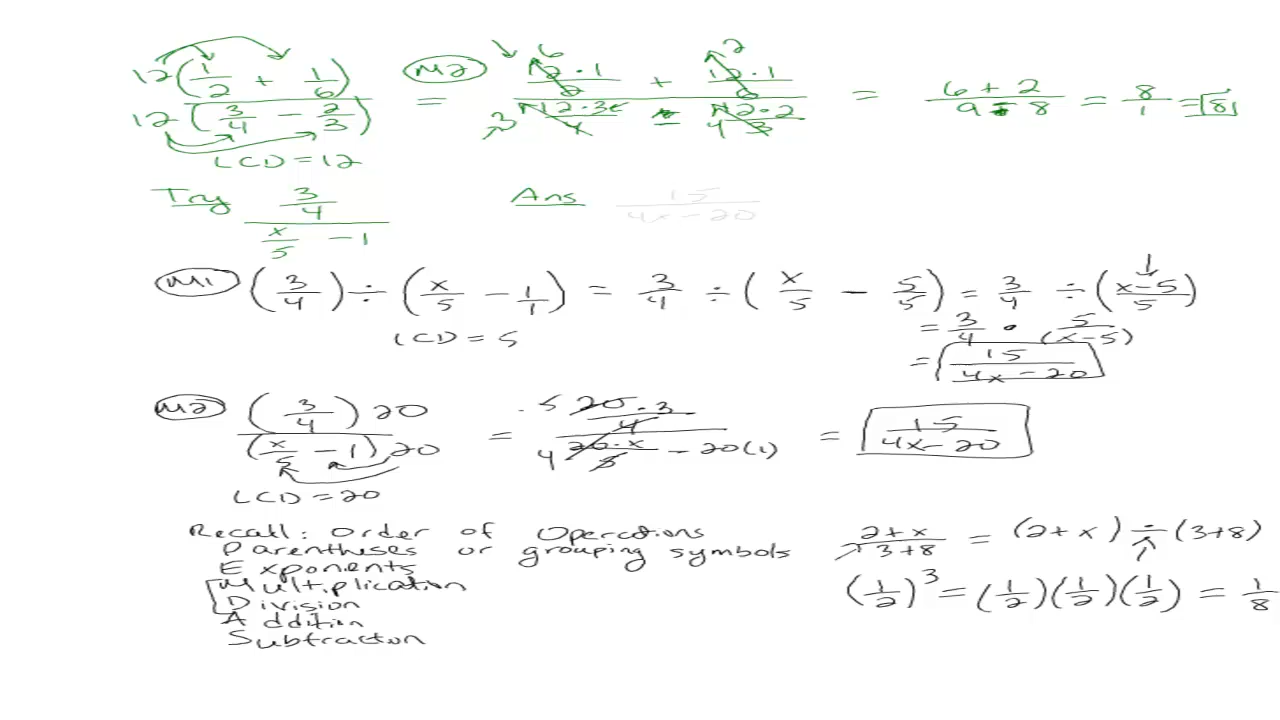 12(1/2 + 1/6) / 12(3/4 − 2/3) = M2 (12·1/2 + 12·1/6) / (12·3/4 − 12·2/3) = (6 + 2)/(9 − 8) = 8/1 = 8
6 2
3 4
LCD = 12
Try (3/4) / (x/5 − 1) Ans 15/(4x − 20)
M1 (3/4) ÷ (x/5 − 1/1) = 3/4 ÷ (x/5 − 5/5) = 3/4 ÷ 1(x−5)/5
LCD = 5
= 3/4 · 5/(x−5)
= 15/(4x − 20)
M2 (3/4) 20 / (x/5 − 1) 20 = (5 20·3/4) / (4 20·x/5 − 20(1)) = 15/(4x − 20)
LCD = 20
Recall: Order of Operations
Parentheses or grouping symbols
Exponents
Multiplication
Division
Addition
Subtraction
(2 + x)/(3 + 8) = (2 + x) ÷ (3 + 8)
(1/2)³ = (1/2)(1/2)(1/2) = 1/8